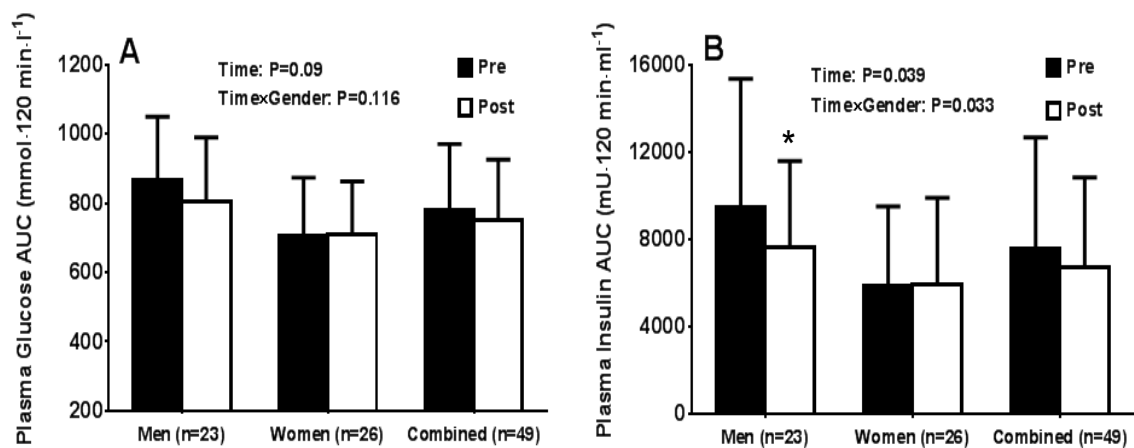 A
Time: P=0.09
Time×Gender: P=0.116
Pre
Post
Plasma Glucose AUC (mmol·120 min·l⁻¹)
1200
1000
800
600
400
200
Men (n=23) Women (n=26) Combined (n=49)
B
Time: P=0.039
Time×Gender: P=0.033
Pre
Post
*
Plasma Insulin AUC (mU·120 min·ml⁻¹)
16000
12000
8000
4000
0
Men (n=23) Women (n=26) Combined (n=49)